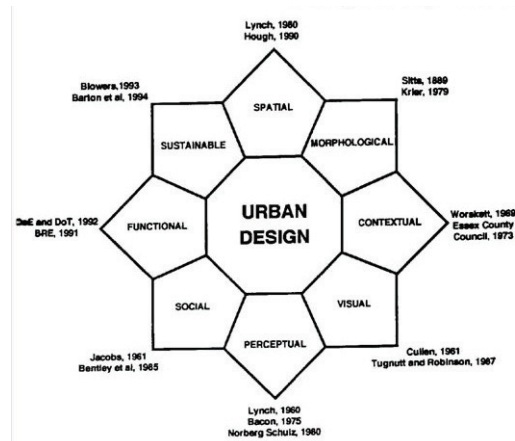 Lynch, 1980
Hough, 1990
Blowers,1993
Barton et al, 1994
Sitte, 1889
Krier, 1979
SPATIAL
SUSTAINABLE
MORPHOLOGICAL
DoE and DoT, 1992
BRE, 1991
FUNCTIONAL
URBAN
DESIGN
CONTEXTUAL
Worskett, 1969
Essex County
Council, 1973
SOCIAL
VISUAL
PERCEPTUAL
Jacobs, 1961
Bentley et al, 1985
Cullen, 1961
Tugnutt and Robinson, 1987
Lynch, 1960
Bacon, 1975
Norberg Schulz, 1980